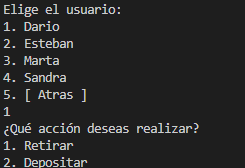 Elige el usuario:
1. Dario
2. Esteban
3. Marta
4. Sandra
5. [ Atras ]
1
¿Qué acción deseas realizar?
1. Retirar
2. Depositar